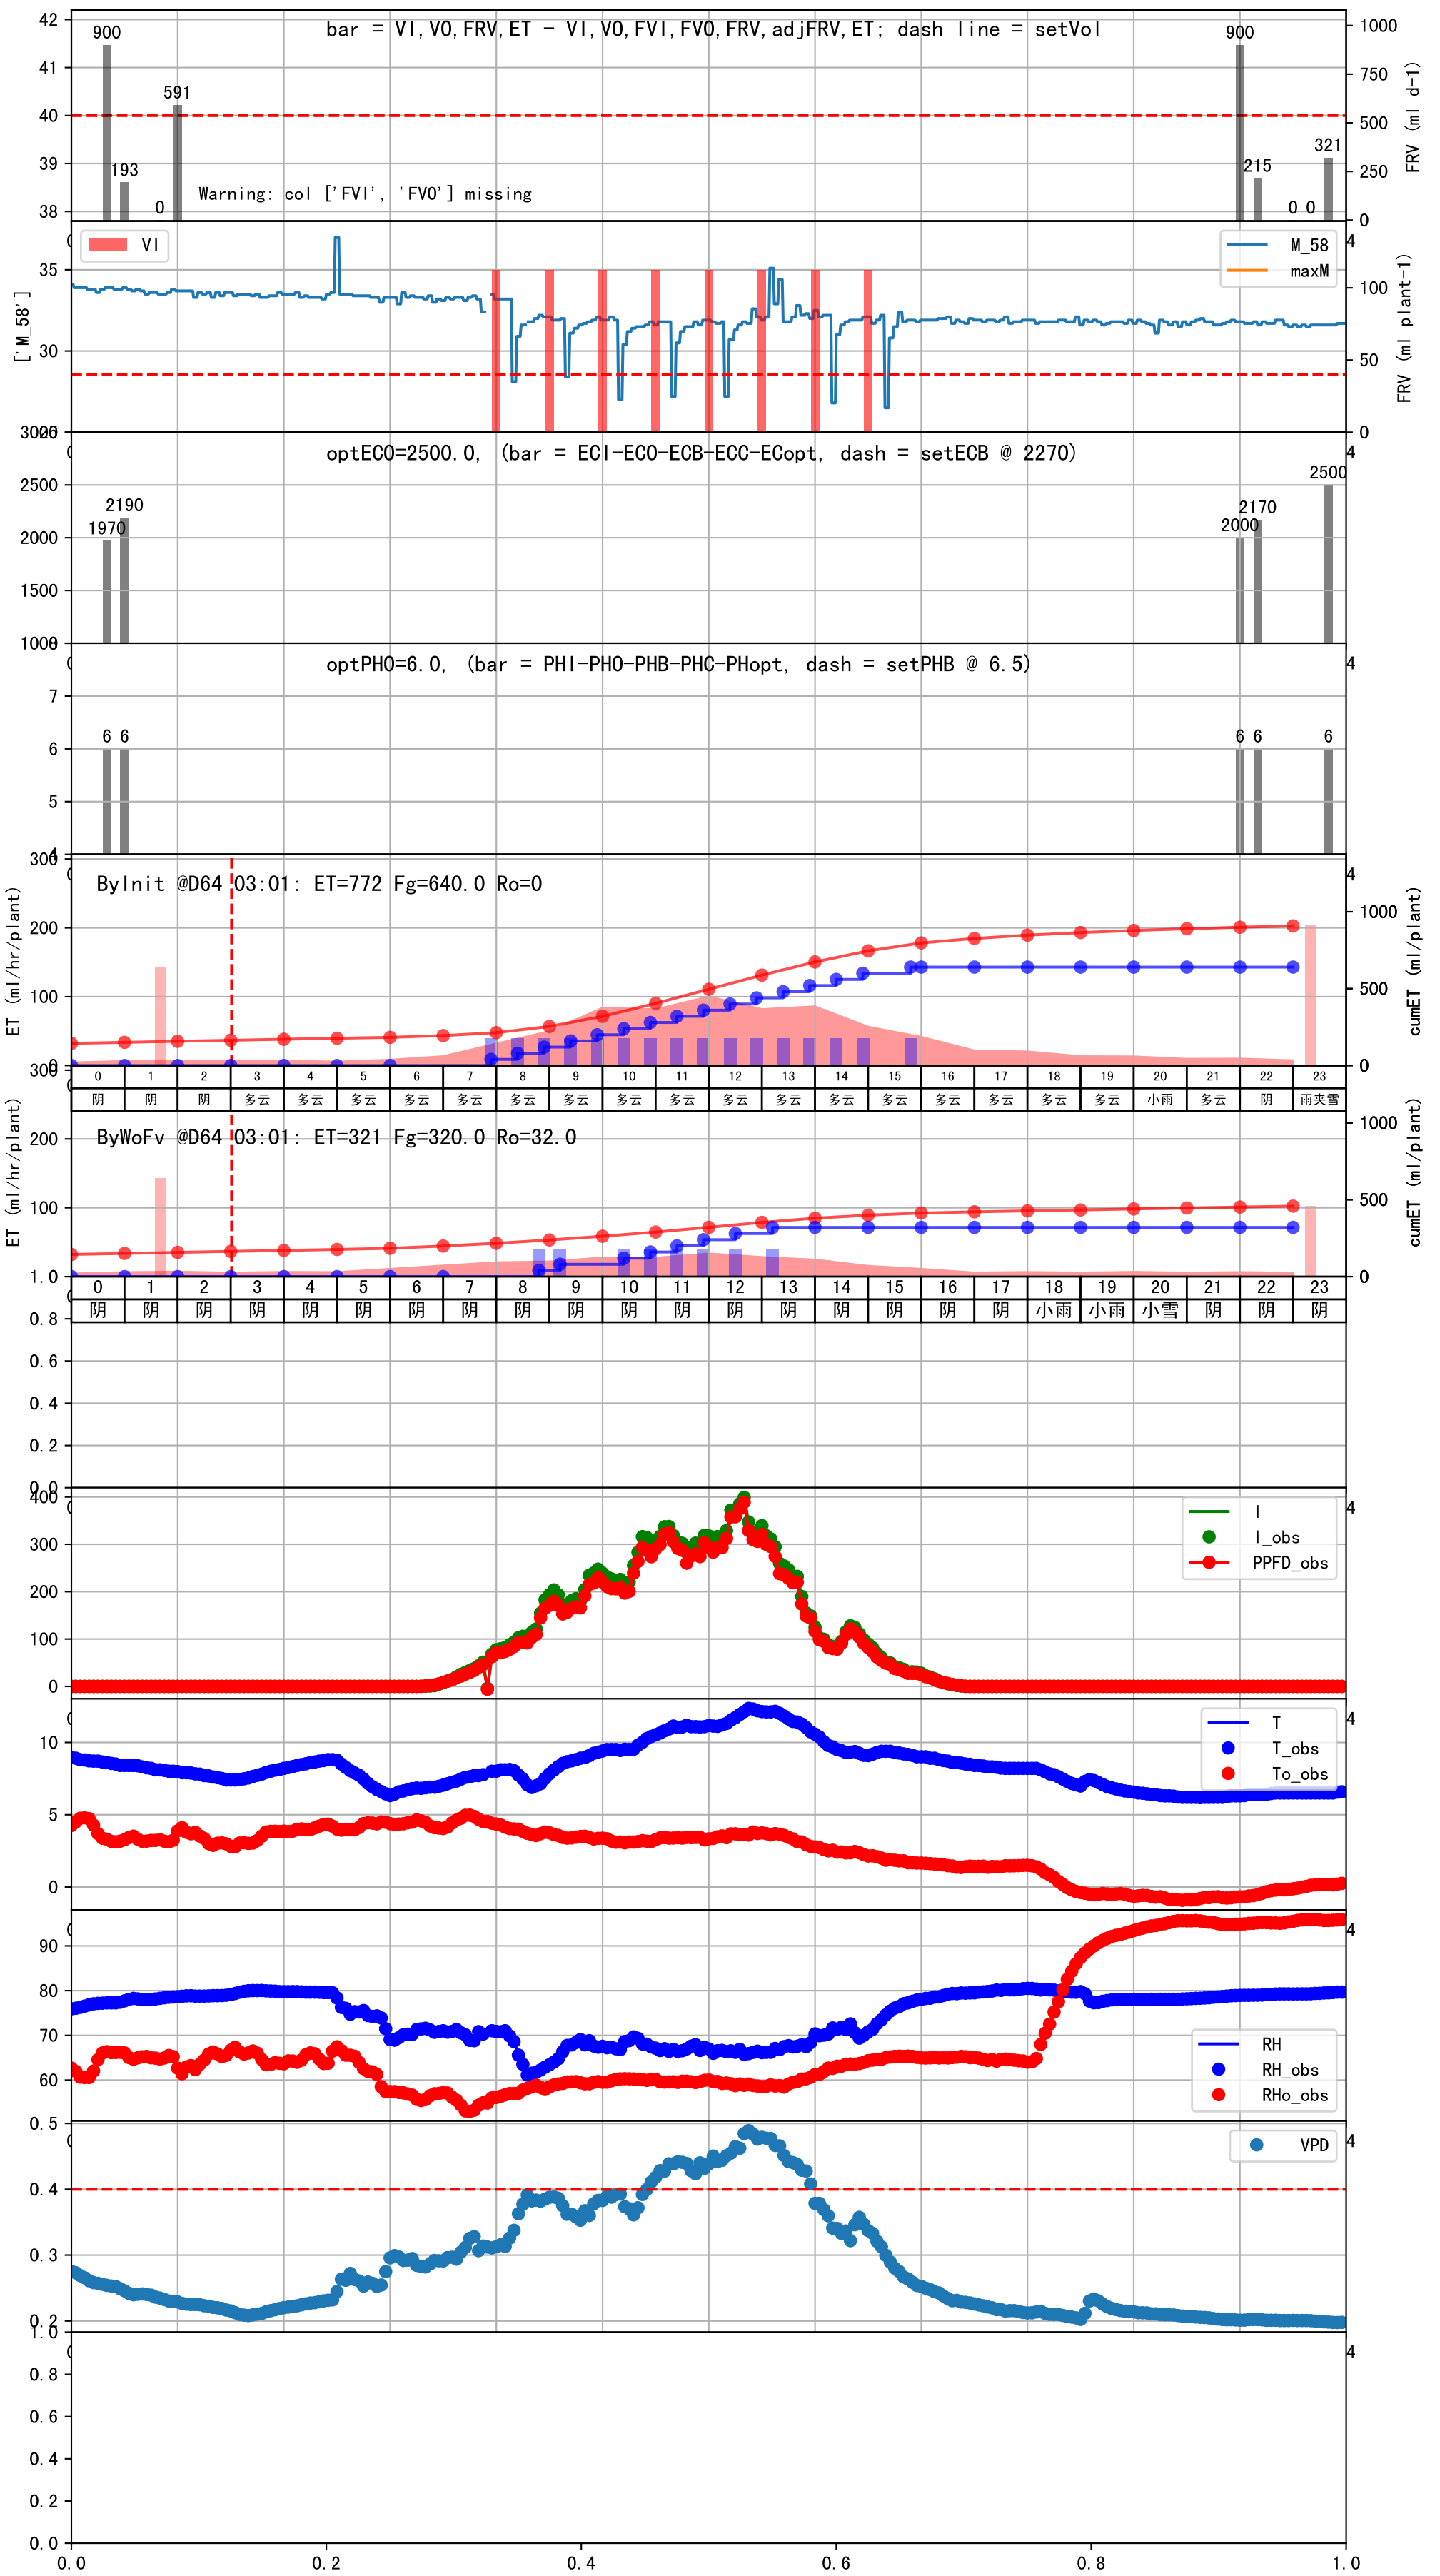 bar = VI,VO,FRV,ET - VI,VO,FVI,FVO,FRV,adjFRV,ET; dash line = setVol
42
41
40
39
38
900
193
0
591
900
215
0 0
321
Warning: col ['FVI', 'FVO'] missing
1000
750
500
250
0
FRV (ml d-1)
VI
M_58
maxM
['M_58']
35
30
25
100
50
0
FRV (ml plant-1)
optECO=2500.0, (bar = ECI-ECO-ECB-ECC-ECopt, dash = setECB @ 2270)
3000
2500
2000
1500
1000
1970
2190
2000
2170
2500
optPHO=6.0, (bar = PHI-PHO-PHB-PHC-PHopt, dash = setPHB @ 6.5)
8
7
6
5
4
6 6
6 6
6
ByInit @D64 03:01: ET=772 Fg=640.0 Ro=0
ET (ml/hr/plant)
300
200
100
0
1000
500
0
cumET (ml/plant)
0 1 2 3 4 5 6 7 8 9 10 11 12 13 14 15 16 17 18 19 20 21 22 23
阴 阴 阴 多云 多云 多云 多云 多云 多云 多云 多云 多云 多云 多云 多云 多云 多云 多云 多云 多云 小雨 多云 阴 雨夹雪
ByWoFv @D64 03:01: ET=321 Fg=320.0 Ro=32.0
ET (ml/hr/plant)
300
200
100
1000
500
0
cumET (ml/plant)
0 1 2 3 4 5 6 7 8 9 10 11 12 13 14 15 16 17 18 19 20 21 22 23
阴 阴 阴 阴 阴 阴 阴 阴 阴 阴 阴 阴 阴 阴 阴 阴 阴 阴 小雨 小雨 小雪 阴 阴 阴
1.0
0.8
0.6
0.4
0.2
0.0
400
300
200
100
0
I
I_obs
PPFD_obs
10
5
0
T
T_obs
To_obs
90
80
70
60
RH
RH_obs
RHo_obs
0.5
0.4
0.3
0.2
VPD
1.0
0.8
0.6
0.4
0.2
0.0
0.0 0.2 0.4 0.6 0.8 1.0